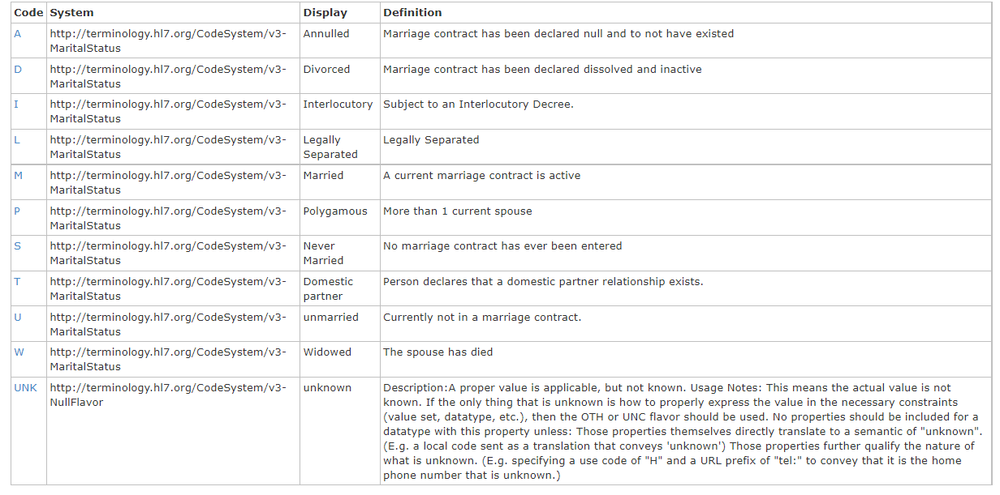 Code System Display Definition
A http://terminology.hl7.org/CodeSystem/v3- Annulled Marriage contract has been declared null and to not have existed
MaritalStatus
D http://terminology.hl7.org/CodeSystem/v3- Divorced Marriage contract has been declared dissolved and inactive
MaritalStatus
I http://terminology.hl7.org/CodeSystem/v3- Interlocutory Subject to an Interlocutory Decree.
MaritalStatus
L http://terminology.hl7.org/CodeSystem/v3- Legally Legally Separated
MaritalStatus Separated
M http://terminology.hl7.org/CodeSystem/v3- Married A current marriage contract is active
MaritalStatus
P http://terminology.hl7.org/CodeSystem/v3- Polygamous More than 1 current spouse
MaritalStatus
S http://terminology.hl7.org/CodeSystem/v3- Never No marriage contract has ever been entered
MaritalStatus Married
T http://terminology.hl7.org/CodeSystem/v3- Domestic Person declares that a domestic partner relationship exists.
MaritalStatus partner
U http://terminology.hl7.org/CodeSystem/v3- unmarried Currently not in a marriage contract.
MaritalStatus
W http://terminology.hl7.org/CodeSystem/v3- Widowed The spouse has died
MaritalStatus
UNK http://terminology.hl7.org/CodeSystem/v3- unknown Description:A proper value is applicable, but not known. Usage Notes: This means the actual value is not
NullFlavor known. If the only thing that is unknown is how to properly express the value in the necessary constraints
(value set, datatype, etc.), then the OTH or UNC flavor should be used. No properties should be included for a
datatype with this property unless: Those properties themselves directly translate to a semantic of "unknown".
(E.g. a local code sent as a translation that conveys 'unknown') Those properties further qualify the nature of
what is unknown. (E.g. specifying a use code of "H" and a URL prefix of "tel:" to convey that it is the home
phone number that is unknown.)